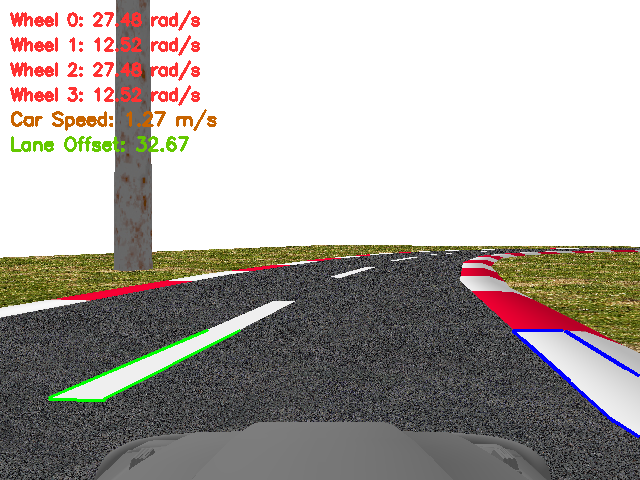 Wheel 0: 27.48 rad/s
Wheel 1: 12.52 rad/s
Wheel 2: 27.48 rad/s
Wheel 3: 12.52 rad/s
Car Speed: 1.27 m/s
Lane Offset: 32.67